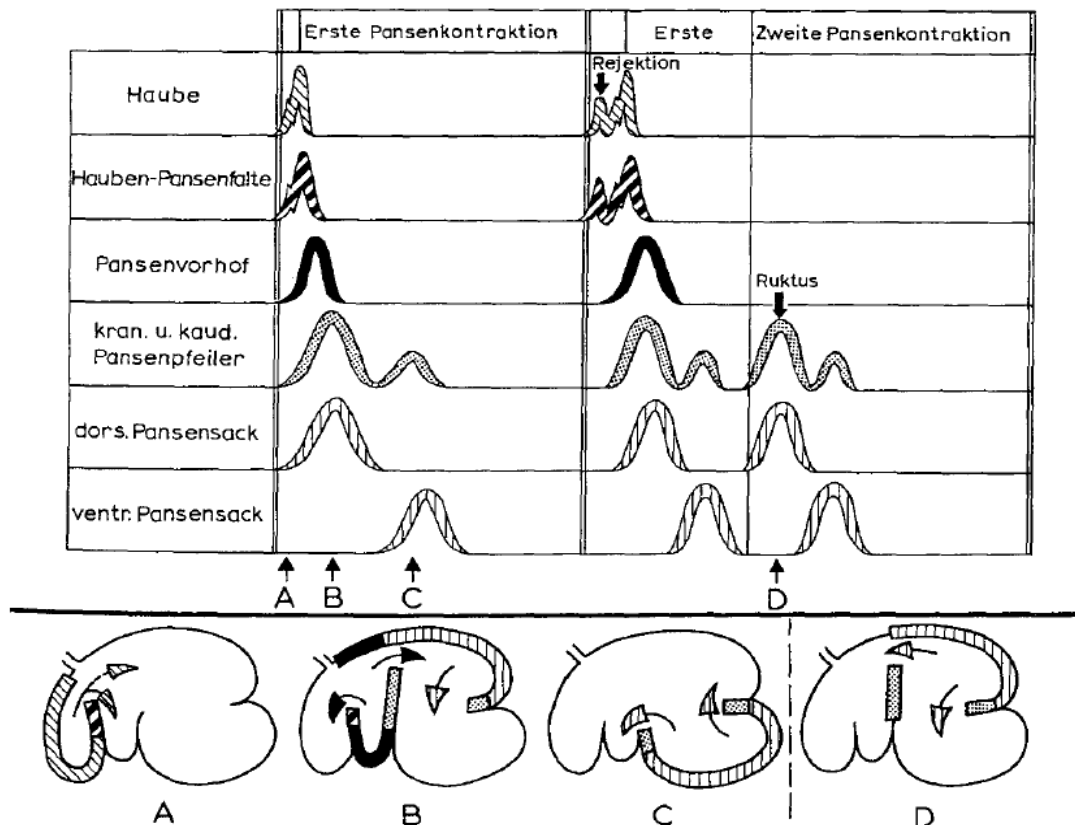 Erste Pansenkontraktion
Erste
Zweite Pansenkontraktion
Rejektion
Haube
Hauben-Pansenfalte
Pansenvorhof
Ruktus
kran. u. kaud.
Pansenpfeiler
dors. Pansensack
ventr. Pansensack
A
B
C
D
A
B
C
D